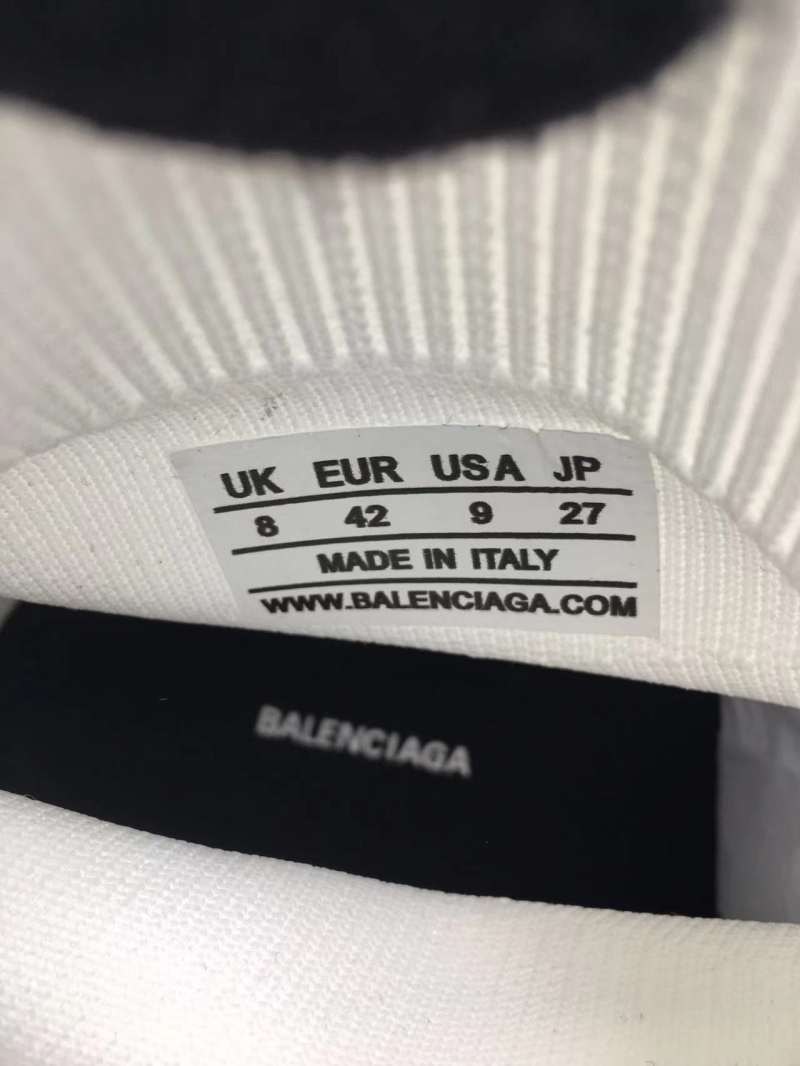 UK EUR USA JP
8 42 9 27
MADE IN ITALY
WWW.BALENCIAGA.COM
BALENCIAGA